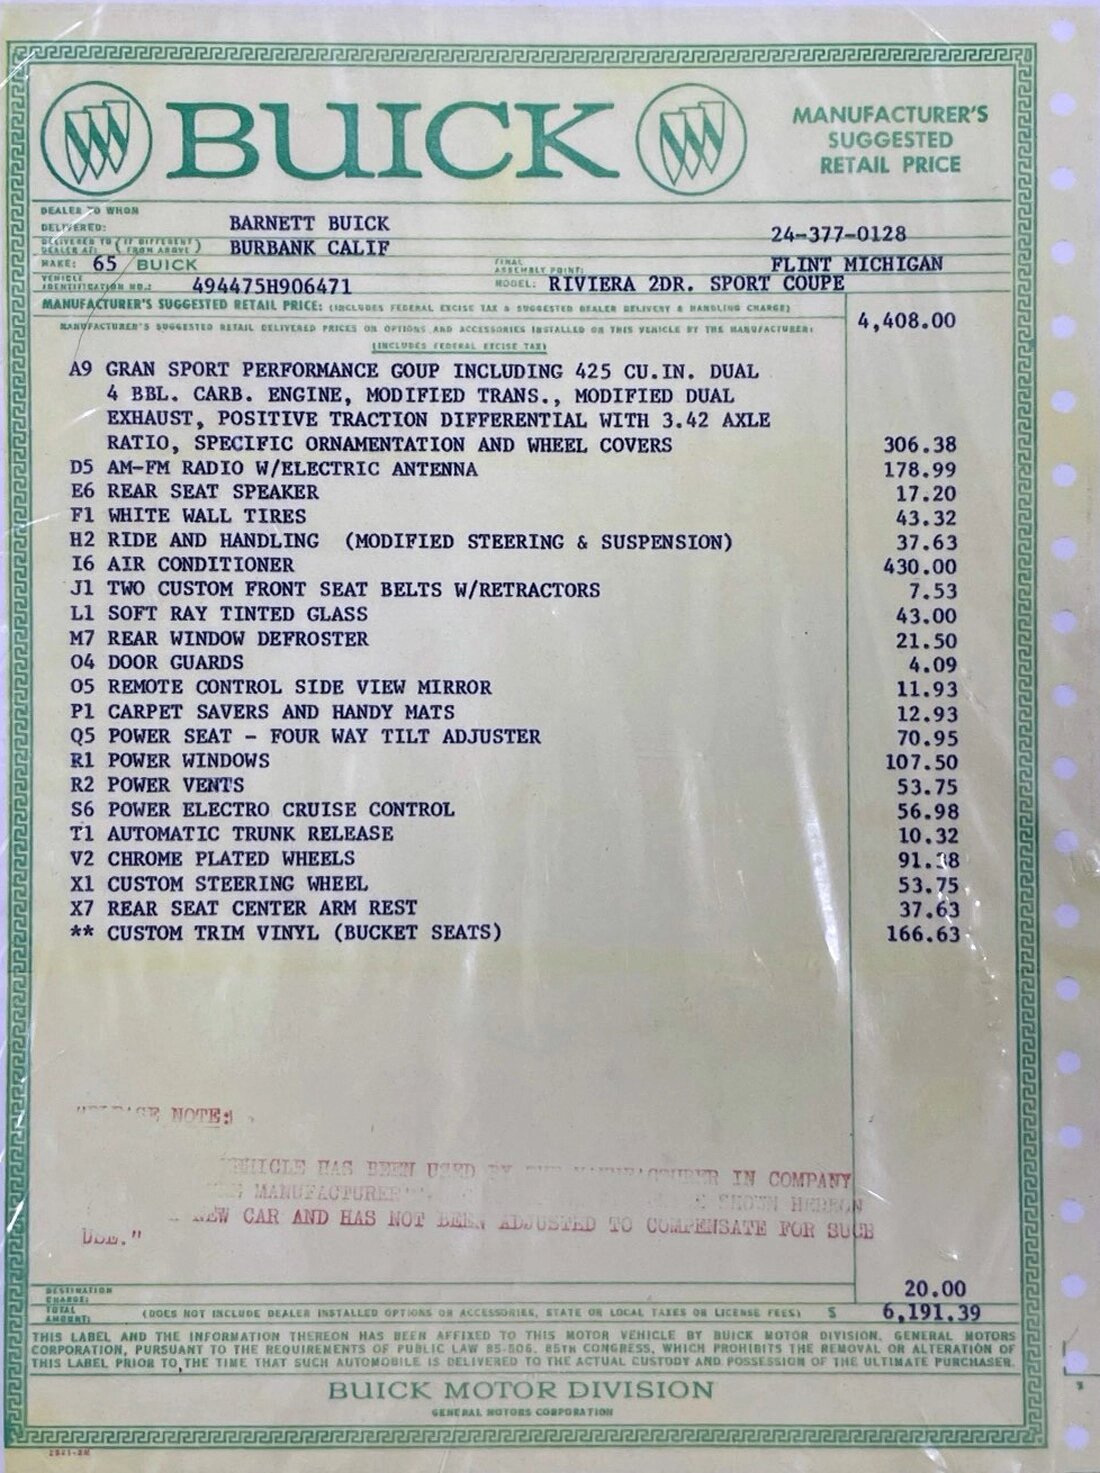 BUICK
MANUFACTURER'S
SUGGESTED
RETAIL PRICE
DEALER TO WHOM
DELIVERED: BARNETT BUICK 24-377-0128
DELIVERED TO (IF DIFFERENT
DEALER AT: FROM ABOVE) BURBANK CALIF
MAKE: 65 BUICK FINAL ASSEMBLY POINT: FLINT MICHIGAN
VEHICLE IDENTIFICATION NO.: 494475H906471 MODEL: RIVIERA 2DR. SPORT COUPE
MANUFACTURER'S SUGGESTED RETAIL PRICE: (INCLUDES FEDERAL EXCISE TAX & SUGGESTED DEALER DELIVERY & HANDLING CHARGE) 4,408.00
MANUFACTURER'S SUGGESTED RETAIL DELIVERED PRICES ON OPTIONS AND ACCESSORIES INSTALLED ON THIS VEHICLE BY THE MANUFACTURER:
(INCLUDES FEDERAL EXCISE TAX)
A9 GRAN SPORT PERFORMANCE GOUP INCLUDING 425 CU.IN. DUAL
4 BBL. CARB. ENGINE, MODIFIED TRANS., MODIFIED DUAL
EXHAUST, POSITIVE TRACTION DIFFERENTIAL WITH 3.42 AXLE
RATIO, SPECIFIC ORNAMENTATION AND WHEEL COVERS 306.38
D5 AM-FM RADIO W/ELECTRIC ANTENNA 178.99
E6 REAR SEAT SPEAKER 17.20
F1 WHITE WALL TIRES 43.32
H2 RIDE AND HANDLING (MODIFIED STEERING & SUSPENSION) 37.63
I6 AIR CONDITIONER 430.00
J1 TWO CUSTOM FRONT SEAT BELTS W/RETRACTORS 7.53
L1 SOFT RAY TINTED GLASS 43.00
M7 REAR WINDOW DEFROSTER 21.50
O4 DOOR GUARDS 4.09
O5 REMOTE CONTROL SIDE VIEW MIRROR 11.93
P1 CARPET SAVERS AND HANDY MATS 12.93
Q5 POWER SEAT - FOUR WAY TILT ADJUSTER 70.95
R1 POWER WINDOWS 107.50
R2 POWER VENTS 53.75
S6 POWER ELECTRO CRUISE CONTROL 56.98
T1 AUTOMATIC TRUNK RELEASE 10.32
V2 CHROME PLATED WHEELS 91.38
X1 CUSTOM STEERING WHEEL 53.75
X7 REAR SEAT CENTER ARM REST 37.63
** CUSTOM TRIM VINYL (BUCKET SEATS) 166.63
NOTE:
VEHICLE HAS BEEN USED BY THE MANUFACTURER IN COMPANY
MANUFACTURER SHOWN HEREON
NEW CAR AND HAS NOT BEEN ADJUSTED TO COMPENSATE FOR SUCH
USE."
DESTINATION CHARGE: 20.00
TOTAL AMOUNT: (DOES NOT INCLUDE DEALER INSTALLED OPTIONS OR ACCESSORIES, STATE OR LOCAL TAXES OR LICENSE FEES) $ 6,191.39
THIS LABEL AND THE INFORMATION THEREON HAS BEEN AFFIXED TO THIS MOTOR VEHICLE BY BUICK MOTOR DIVISION, GENERAL MOTORS
CORPORATION, PURSUANT TO THE REQUIREMENTS OF PUBLIC LAW 85-506, 85TH CONGRESS, WHICH PROHIBITS THE REMOVAL OR ALTERATION OF
THIS LABEL PRIOR TO THE TIME THAT SUCH AUTOMOBILE IS DELIVERED TO THE ACTUAL CUSTODY AND POSSESSION OF THE ULTIMATE PURCHASER.
BUICK MOTOR DIVISION
GENERAL MOTORS CORPORATION